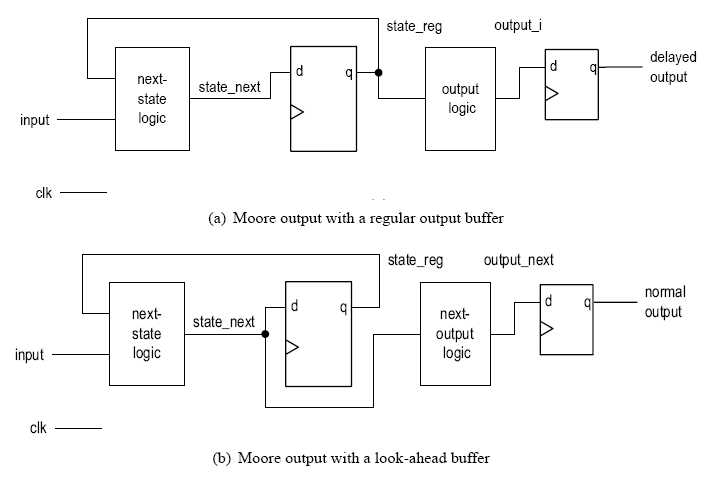 state_reg
output_i
next-
state
logic
state_next
d
q
output
logic
d
q
delayed
output
input
clk
(a) Moore output with a regular output buffer
state_reg
output_next
next-
state
logic
state_next
d
q
next-
output
logic
d
q
normal
output
input
clk
(b) Moore output with a look-ahead buffer